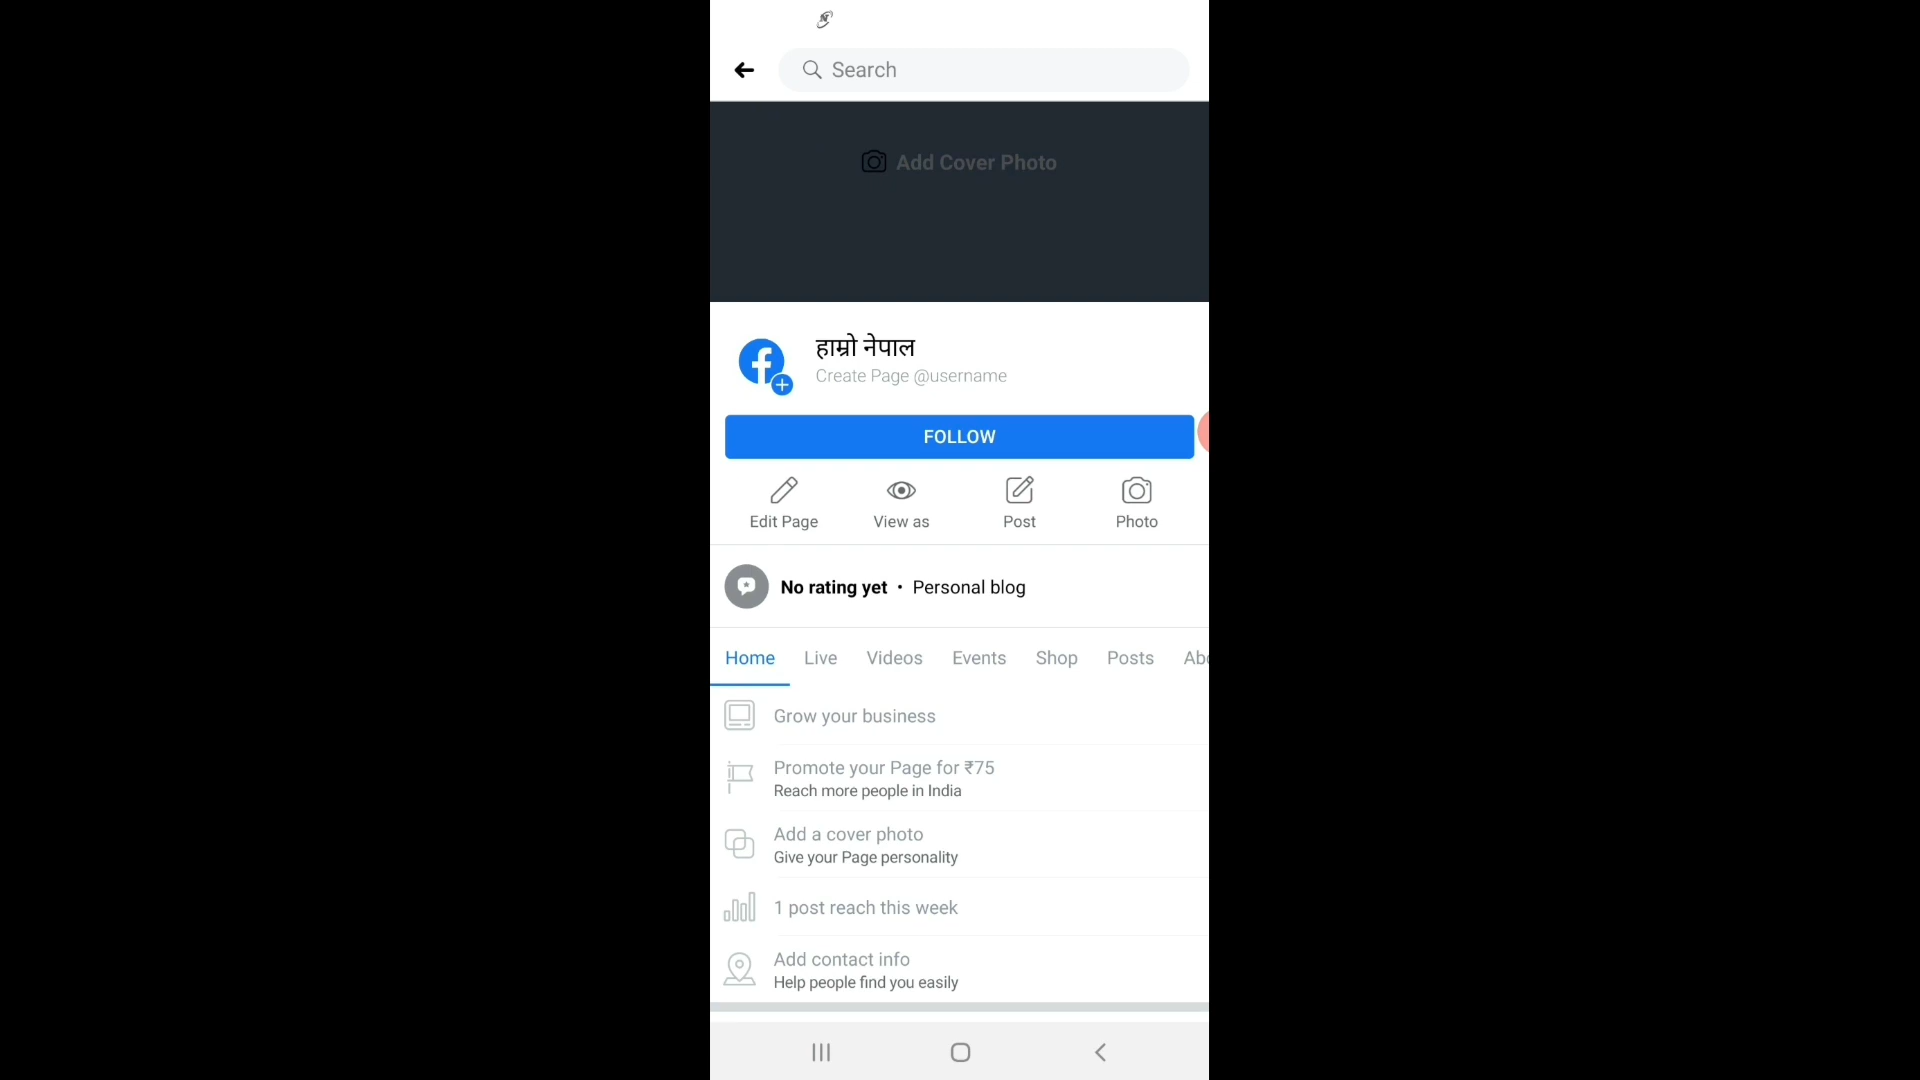 Search
Add Cover Photo
हाम्रो नेपाल
Create Page @username
FOLLOW
Edit Page View as Post Photo
No rating yet • Personal blog
Home Live Videos Events Shop Posts
Grow your business
Promote your Page for ₹75
Reach more people in India
Add a cover photo
Give your Page personality
1 post reach this week
Add contact info
Help people find you easily